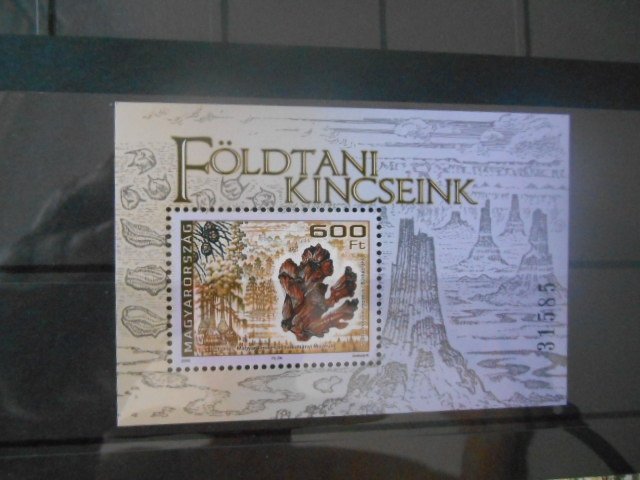 FÖLDTANI
KINCSEINK
600
Ft
MAGYARORSZÁG
31585